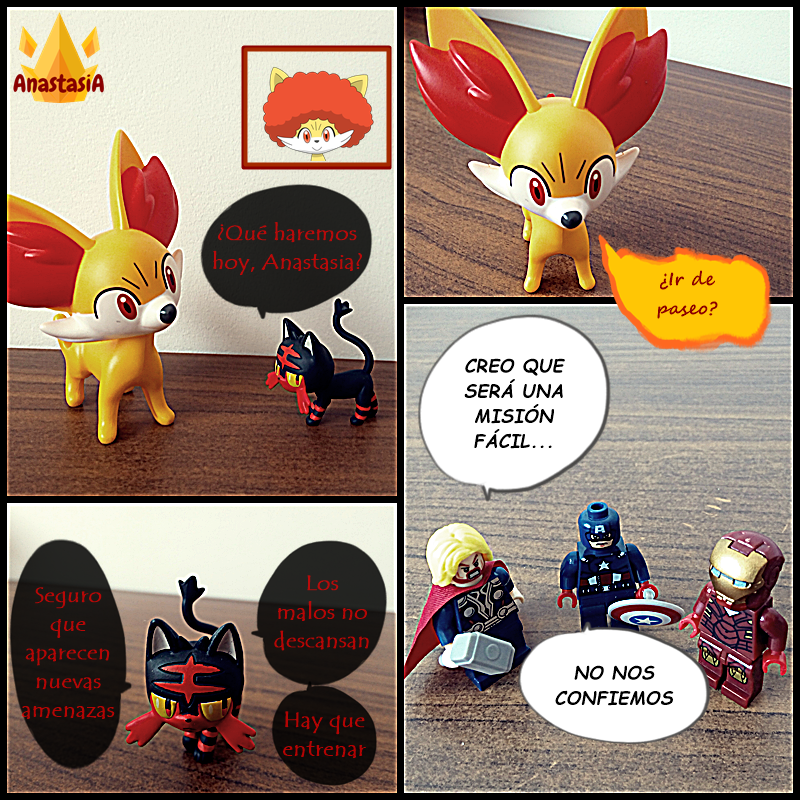 AnastasiA
¿Qué haremos
hoy, Anastasia?
¿Ir de
paseo?
Seguro
que
aparecen
nuevas
amenazas
Los
malos no
descansan
Hay que
entrenar
CREO QUE
SERÁ UNA
MISIÓN
FÁCIL...
NO NOS
CONFIEMOS